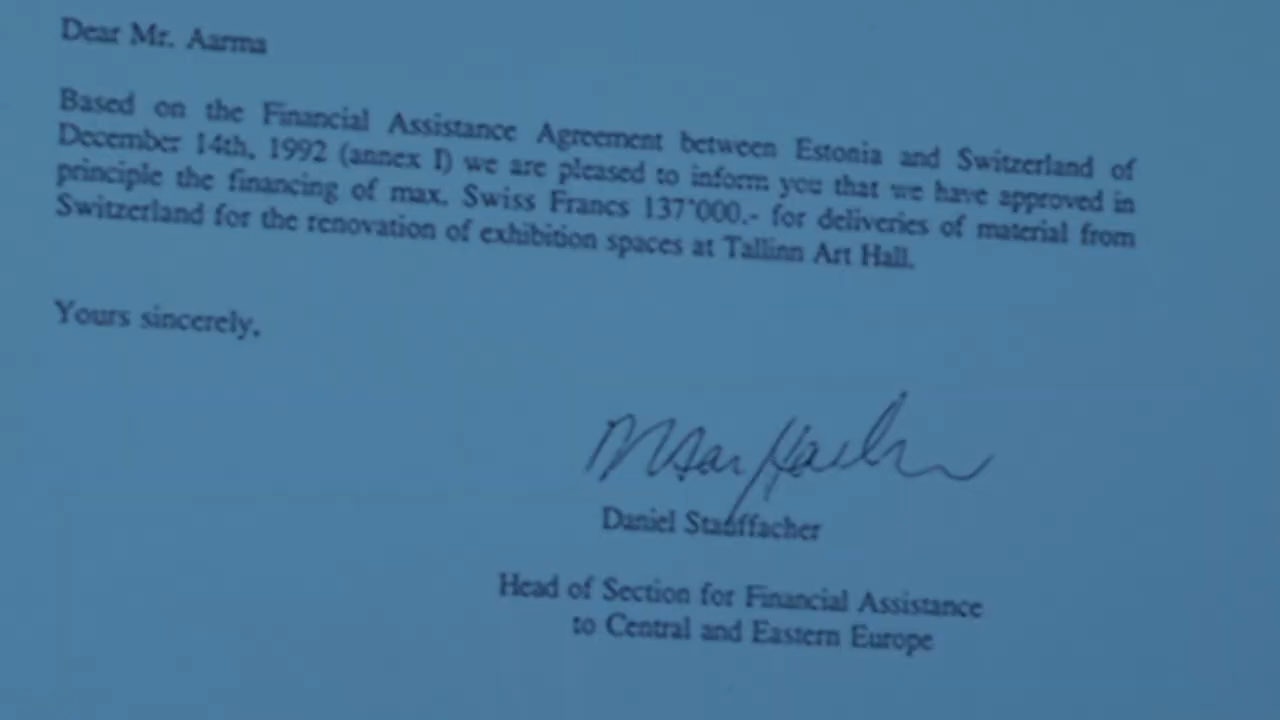 Dear Mr. Aarma
Based on the Financial Assistance Agreement between Estonia and Switzerland of
December 14th, 1992 (annex I) we are pleased to inform you that we have approved in
principle the financing of max. Swiss Francs 137'000.- for deliveries of material from
Switzerland for the renovation of exhibition spaces at Tallinn Art Hall.
Yours sincerely,
Daniel Stauffacher
Head of Section for Financial Assistance
to Central and Eastern Europe